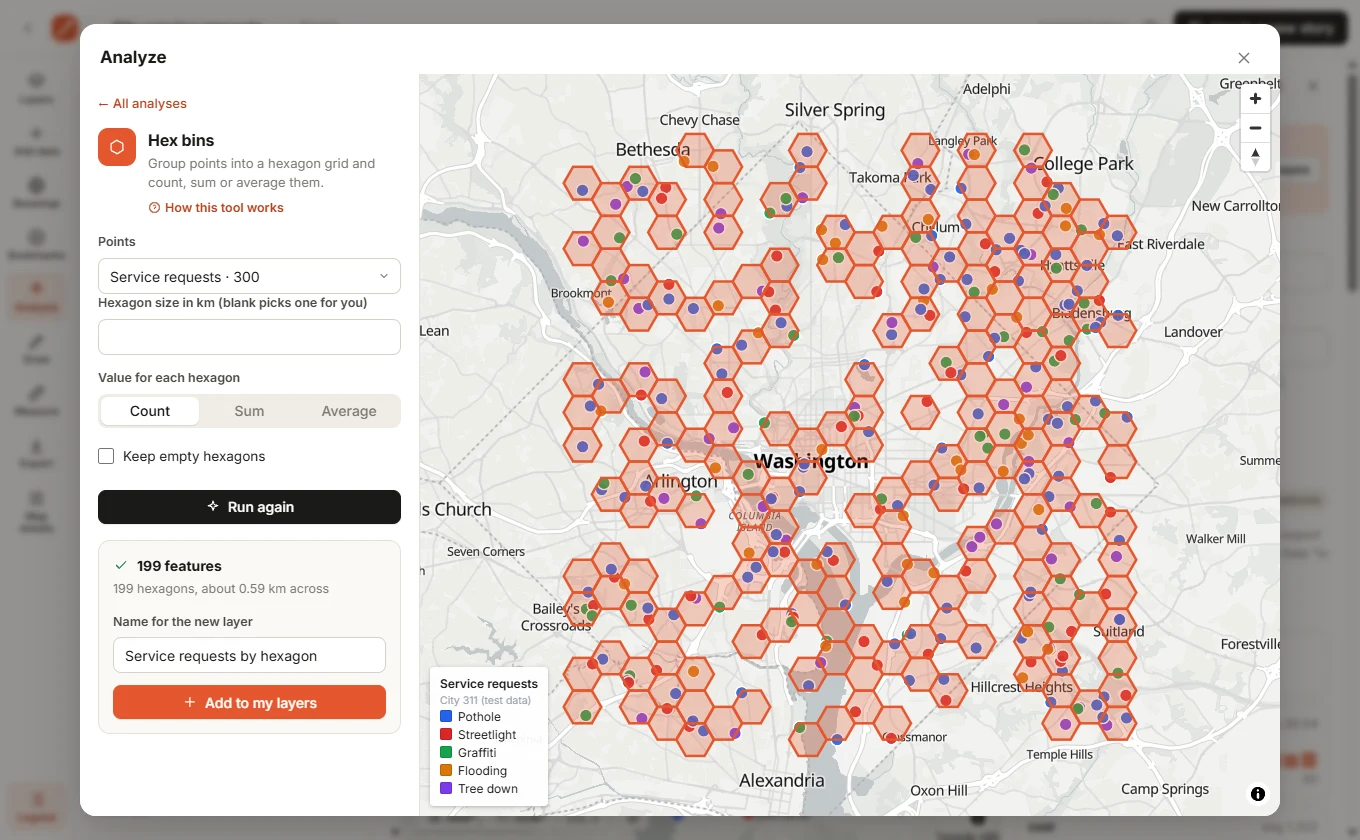 Analyze
← All analyses
Hex bins
Group points into a hexagon grid and
count, sum or average them.
How this tool works
Points
Service requests · 300
Hexagon size in km (blank picks one for you)
Value for each hexagon
Count
Sum
Average
Keep empty hexagons
Run again
199 features
199 hexagons, about 0.59 km across
Name for the new layer
Service requests by hexagon
Add to my layers
Adelphi
Silver Spring
Chevy Chase
Langley Park
Bethesda
College Park
Takoma Park
New Carrollton
East Riverdale
Hyattsville
Brookmont
Bladensburg
Lean
Landover
Washington
Arlington
ls Church
COLUMBIA
ISLAND
Seven Corners
Walker Mill
Bailey's
Crossroads
Suitland
Forestville
Hillcrest Heights
Glassmanor
Temple Hills
Alexandria
Oxon Hill
Camp Springs
Service requests
City 311 (test data)
Pothole
Streetlight
Graffiti
Flooding
Tree down